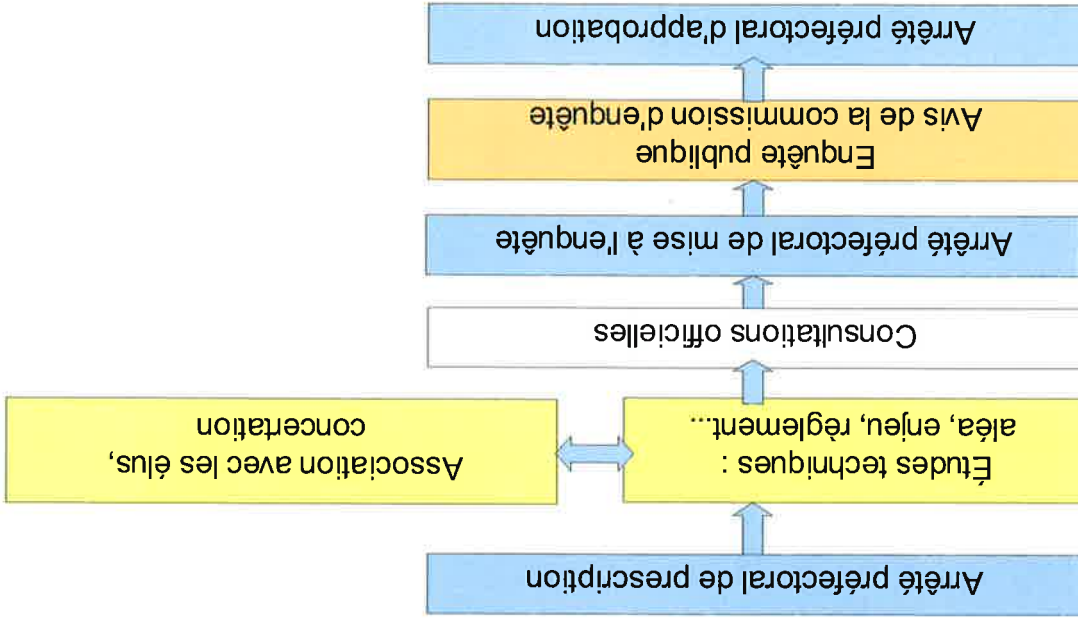 Arrêté préfectoral de prescription
Études techniques :
aléa, enjeu, règlement...
Association avec les élus,
concertation
Consultations officielles
Arrêté préfectoral de mise à l'enquête
Enquête publique
Avis de la commission d'enquête
Arrêté préfectoral d'approbation